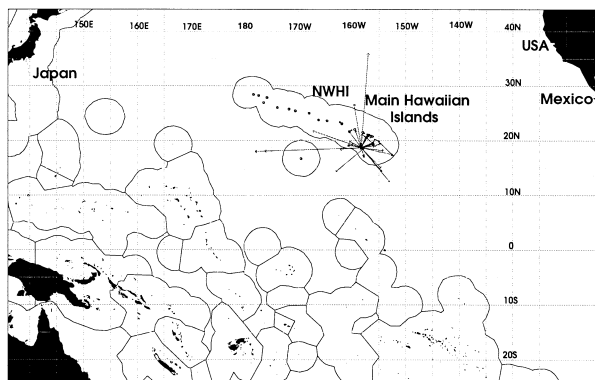 150E 160E 170E 180 170W 160W 150W 140W 40N
USA
Japan
30N
NWHI
Main Hawaiian
Islands
Mexico
20N
10N
0
10S
20S